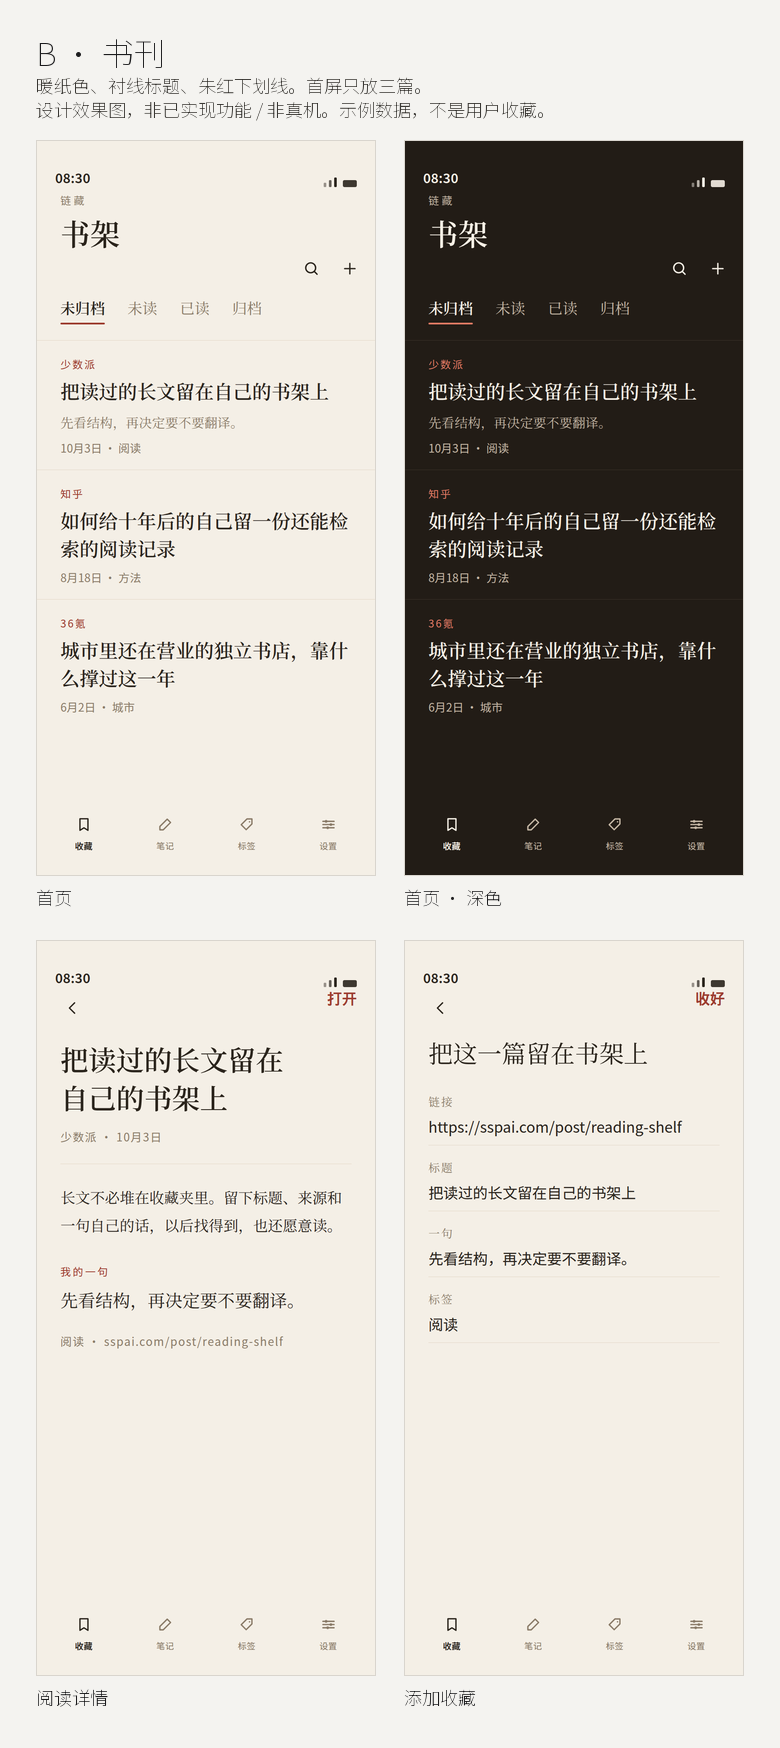 B · 书刊
暖纸色、衬线标题、朱红下划线。首屏只放三篇。
设计效果图，非已实现功能 / 非真机。示例数据，不是用户收藏。
08:30
链藏
书架
未归档 未读 已读 归档
少数派
把读过的长文留在自己的书架上
先看结构，再决定要不要翻译。
10月3日 · 阅读
知乎
如何给十年后的自己留一份还能检
索的阅读记录
8月18日 · 方法
36氪
城市里还在营业的独立书店，靠什
么撑过这一年
6月2日 · 城市
收藏 笔记 标签 设置
首页
08:30
链藏
书架
未归档 未读 已读 归档
少数派
把读过的长文留在自己的书架上
先看结构，再决定要不要翻译。
10月3日 · 阅读
知乎
如何给十年后的自己留一份还能检
索的阅读记录
8月18日 · 方法
36氪
城市里还在营业的独立书店，靠什
么撑过这一年
6月2日 · 城市
收藏 笔记 标签 设置
首页 · 深色
08:30
打开
把读过的长文留在
自己的书架上
少数派 · 10月3日
长文不必堆在收藏夹里。留下标题、来源和
一句自己的话，以后找得到，也还愿意读。
我的一句
先看结构，再决定要不要翻译。
阅读 · sspai.com/post/reading-shelf
收藏 笔记 标签 设置
阅读详情
08:30
收好
把这一篇留在书架上
链接
https://sspai.com/post/reading-shelf
标题
把读过的长文留在自己的书架上
一句
先看结构，再决定要不要翻译。
标签
阅读
收藏 笔记 标签 设置
添加收藏